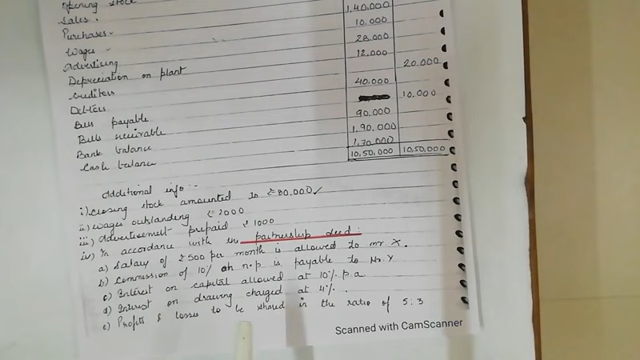 Opening stock
Sales.
1,40,000
Purchases.
10,000
Wages.
28,000
Advertising
12,000
Depreciation on plant
20,000
Creditors
40,000
Debtors
10,000
Bills payable
90,000
Bills receivable
1,90,000
Bank balance
1,30,000
Cash balance
10,50,000 10,50,000
Additional info :-
i) Closing stock amounted to ₹80,000 ✓
ii) Wages outstanding ₹ 2000
iii) Advertisement prepaid ₹ 1000
iv) In accordance with the partnership deed:
a) Salary of ₹500 per month is allowed to mr X.
b) Commission of 10% on n.p is payable to Mr. Y
c) Interest on capital allowed at 10% p.a
d) Interest on drawing charged at 4%.
e) Profits & losses to be shared in the ratio of 5:3
Scanned with CamScanner